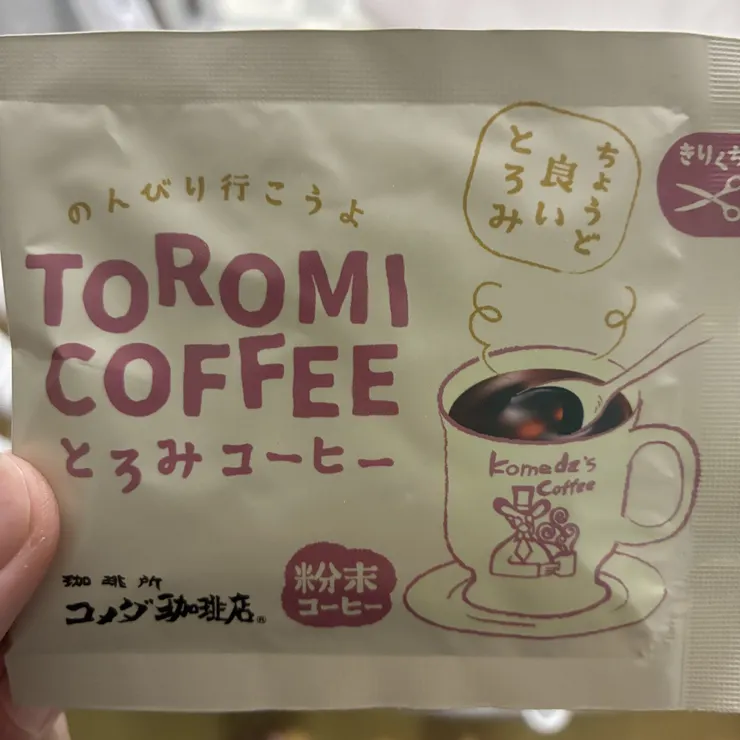 のんびり行こうよ
TOROMI
COFFEE
とろみコーヒー
ちょうど
良い
とろみ
きりくち
Komeda's
Coffee
珈琲所
コメダ珈琲店®
粉末
コーヒー